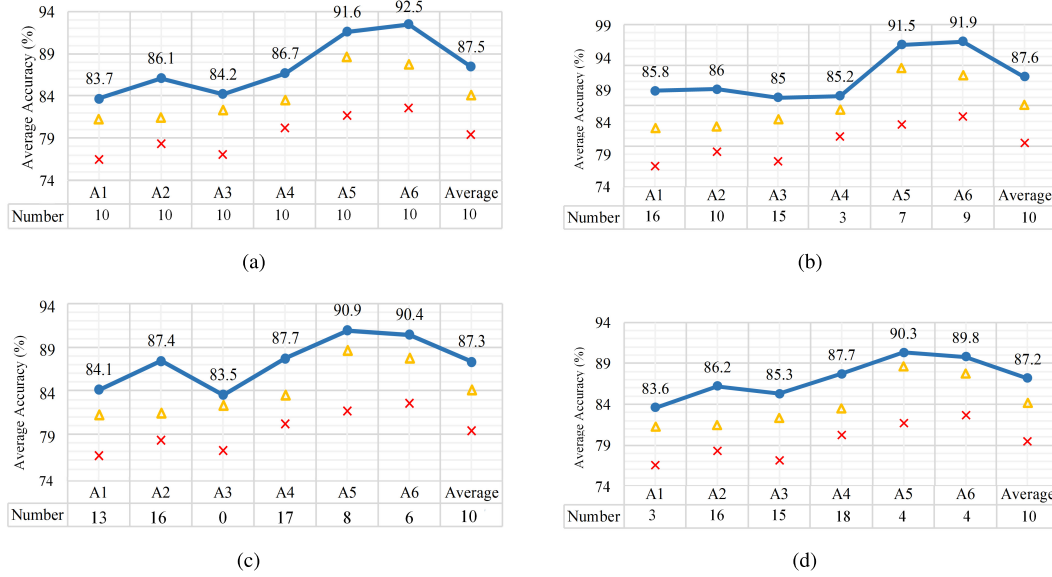 94
89
84
79
74
Average Accuracy (%)
83.7 86.1 84.2 86.7 91.6 92.5 87.5
A1 A2 A3 A4 A5 A6 Average
Number 10 10 10 10 10 10 10
(a)
99
94
89
84
79
74
Average Accuracy (%)
85.8 86 85 85.2 91.5 91.9 87.6
A1 A2 A3 A4 A5 A6 Average
Number 16 10 15 3 7 9 10
(b)
94
89
84
79
74
Average Accuracy (%)
84.1 87.4 83.5 87.7 90.9 90.4 87.3
A1 A2 A3 A4 A5 A6 Average
Number 13 16 0 17 8 6 10
(c)
94
89
84
79
74
Average Accuracy (%)
83.6 86.2 85.3 87.7 90.3 89.8 87.2
A1 A2 A3 A4 A5 A6 Average
Number 3 16 15 18 4 4 10
(d)